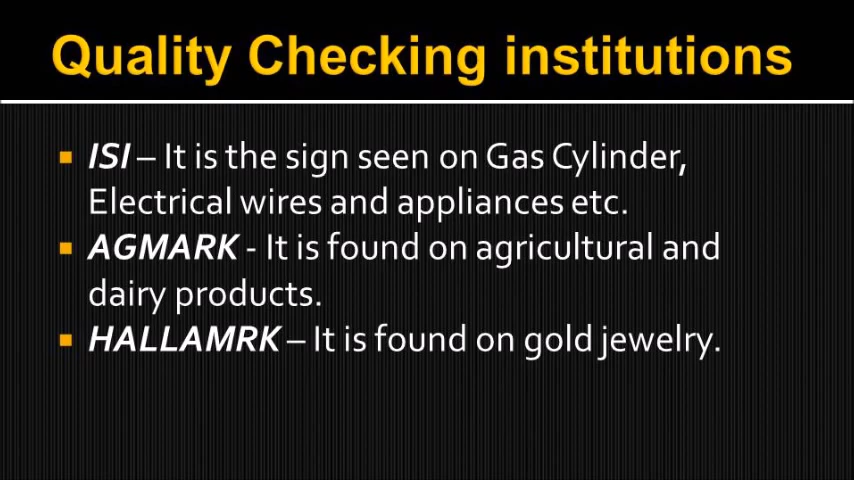 Quality Checking institutions
ISI – It is the sign seen on Gas Cylinder,
Electrical wires and appliances etc.
AGMARK - It is found on agricultural and
dairy products.
HALLAMRK – It is found on gold jewelry.